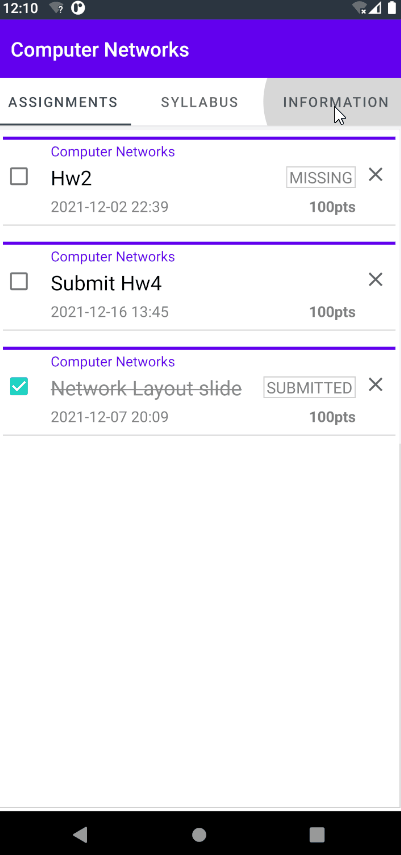 12:10
Computer Networks
ASSIGNMENTS SYLLABUS INFORMATION
Computer Networks
Hw2 MISSING
2021-12-02 22:39 100pts
Computer Networks
Submit Hw4
2021-12-16 13:45 100pts
Computer Networks
Network Layout slide SUBMITTED
2021-12-07 20:09 100pts